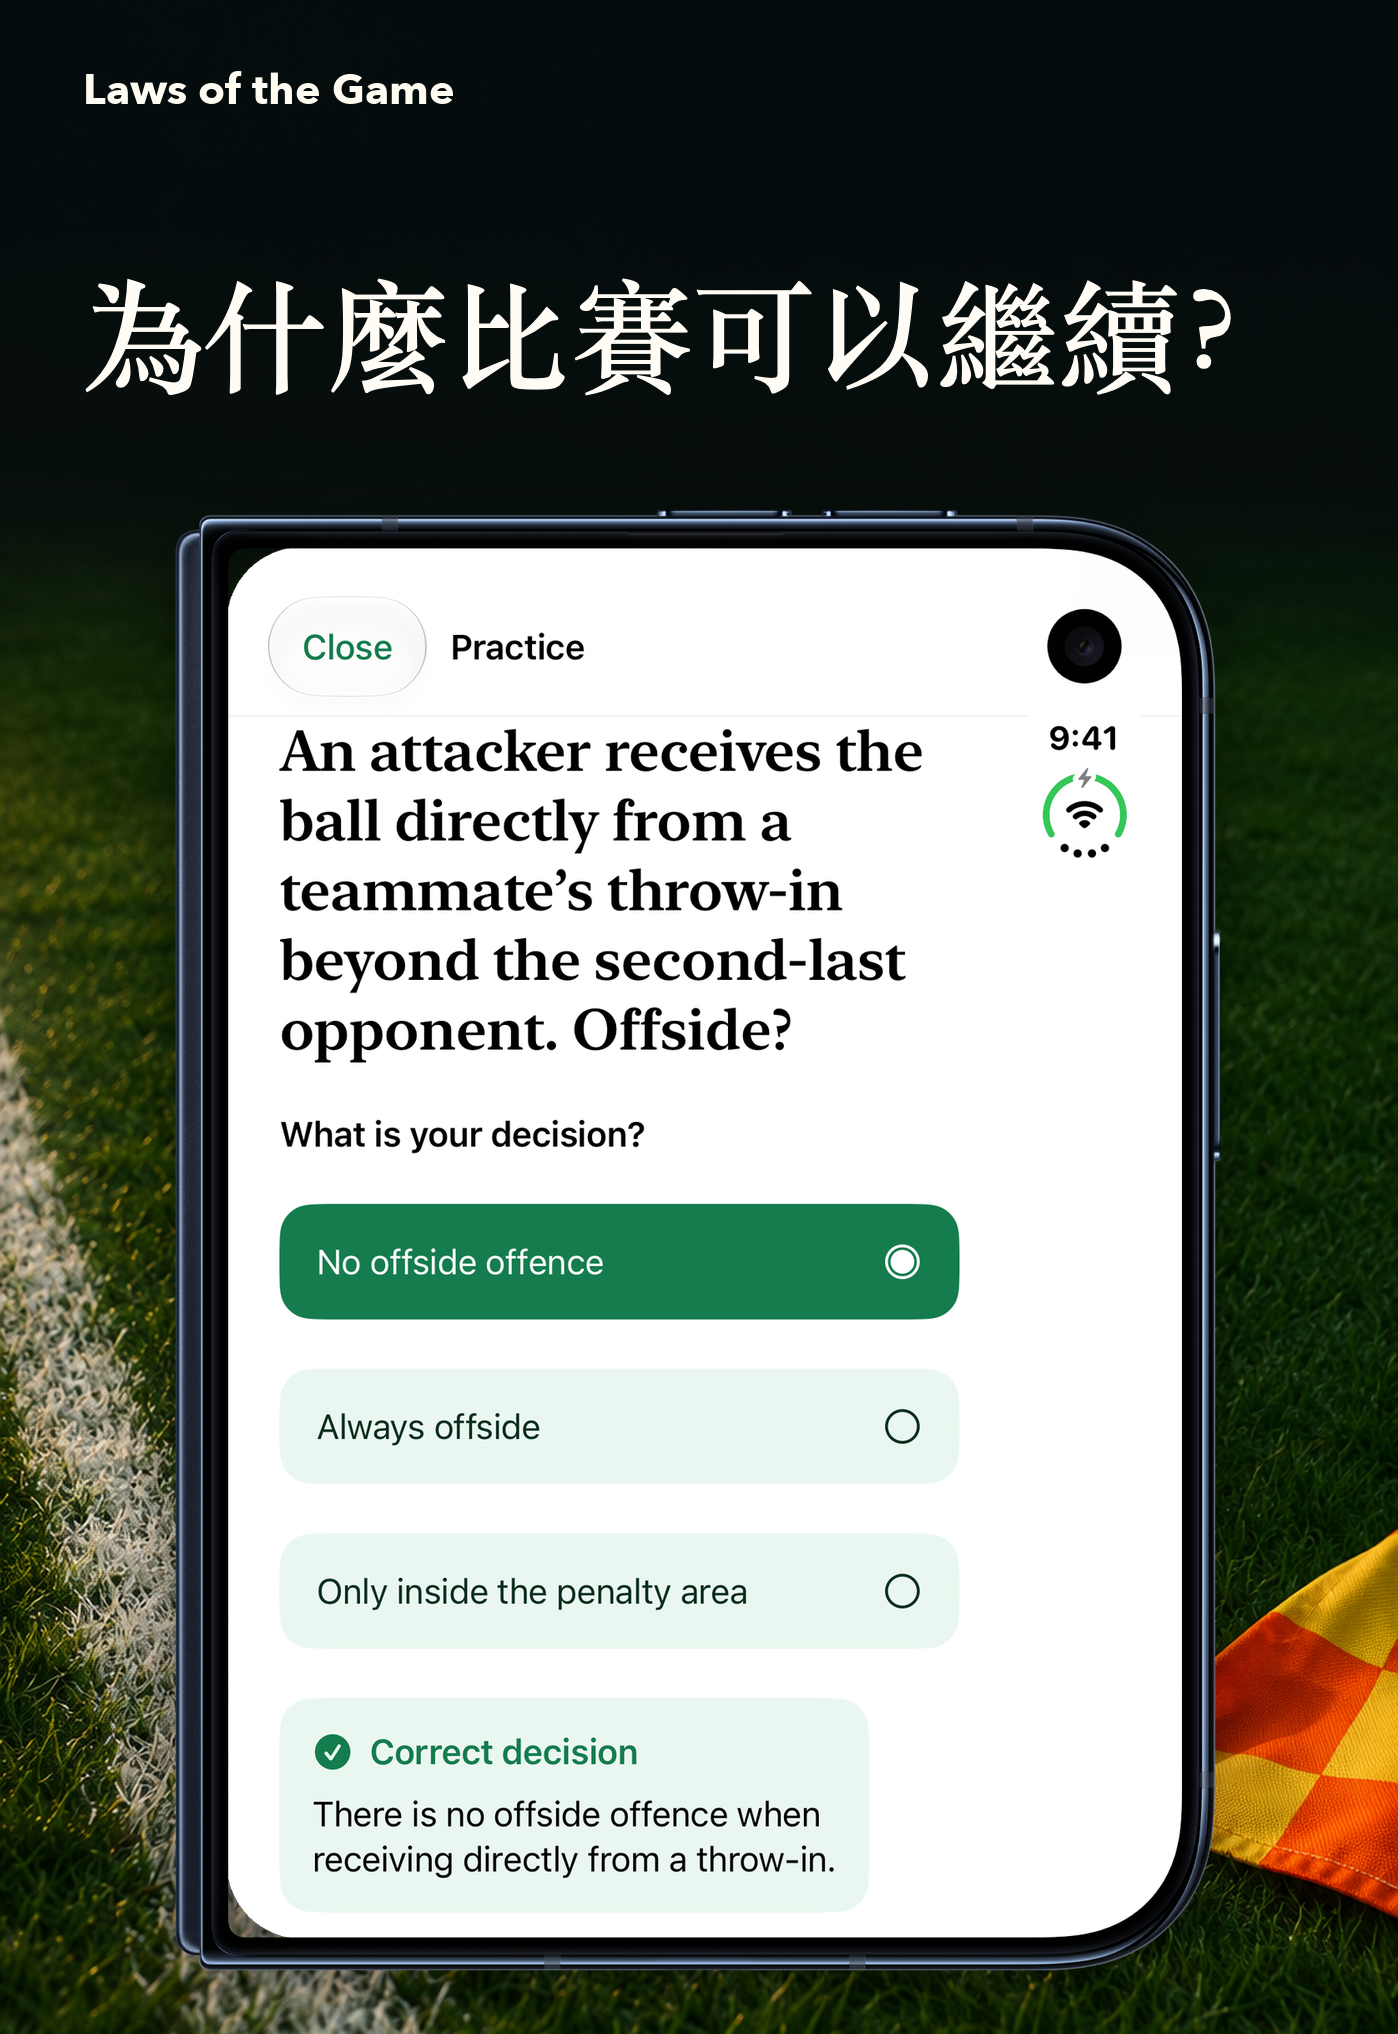 Laws of the Game
為什麼比賽可以繼續?
Close
Practice
9:41
An attacker receives the
ball directly from a
teammate’s throw-in
beyond the second-last
opponent. Offside?
What is your decision?
No offside offence
Always offside
Only inside the penalty area
Correct decision
There is no offside offence when
receiving directly from a throw-in.